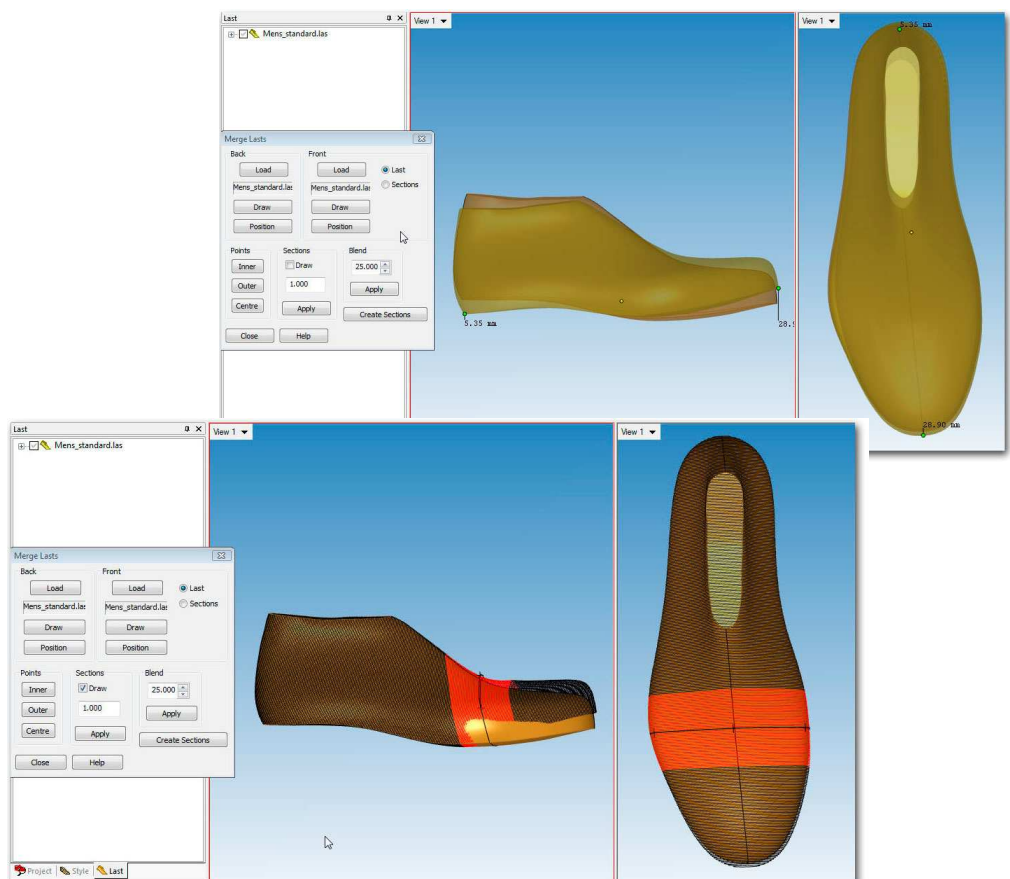 Last
View 1
View 1
Mens_standard.las
5.35 mm
Merge Lasts
Back
Front
Load
Load
Last
Mens_standard.las
Mens_standard.las
Sections
Draw
Draw
Position
Position
Points
Sections
Blend
Inner
Draw
25.000
Outer
1.000
Apply
Centre
Apply
Create Sections
Close
Help
5.35 mm
28.9
28.90 mm
Last
View 1
View 1
Mens_standard.las
Merge Lasts
Back
Front
Load
Load
Last
Mens_standard.las
Mens_standard.las
Sections
Draw
Draw
Position
Position
Points
Sections
Blend
Inner
Draw
25.000
Outer
1.000
Apply
Centre
Apply
Create Sections
Close
Help
Project
Style
Last